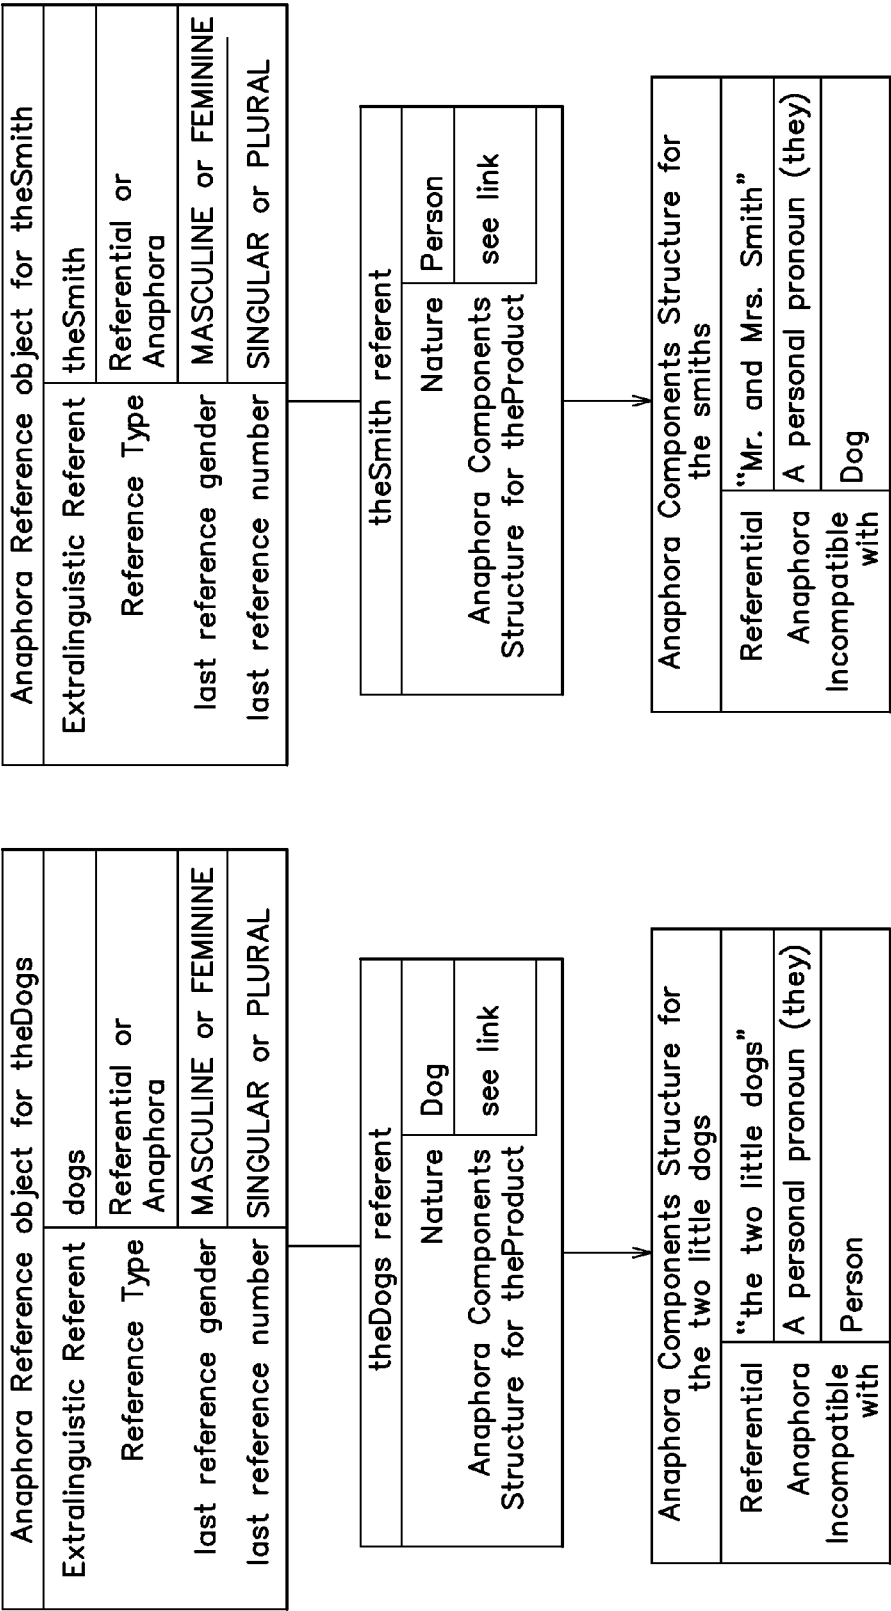 Anaphora Reference object for theDogs
Extralinguistic Referent dogs
Reference Type Referential or
Anaphora
last reference gender MASCULINE or FEMININE
last reference number SINGULAR or PLURAL
theDogs referent
Nature Dog
Anaphora Components see link
Structure for theProduct
Anaphora Components Structure for
the two little dogs
Referential "the two little dogs"
Anaphora A personal pronoun (they)
Incompatible Person
with
Anaphora Reference object for theSmith
Extralinguistic Referent theSmith
Reference Type Referential or
Anaphora
last reference gender MASCULINE or FEMININE
last reference number SINGULAR or PLURAL
theSmith referent
Nature Person
Anaphora Components see link
Structure for theProduct
Anaphora Components Structure for
the smiths
Referential "Mr. and Mrs. Smith"
Anaphora A personal pronoun (they)
Incompatible Dog
with